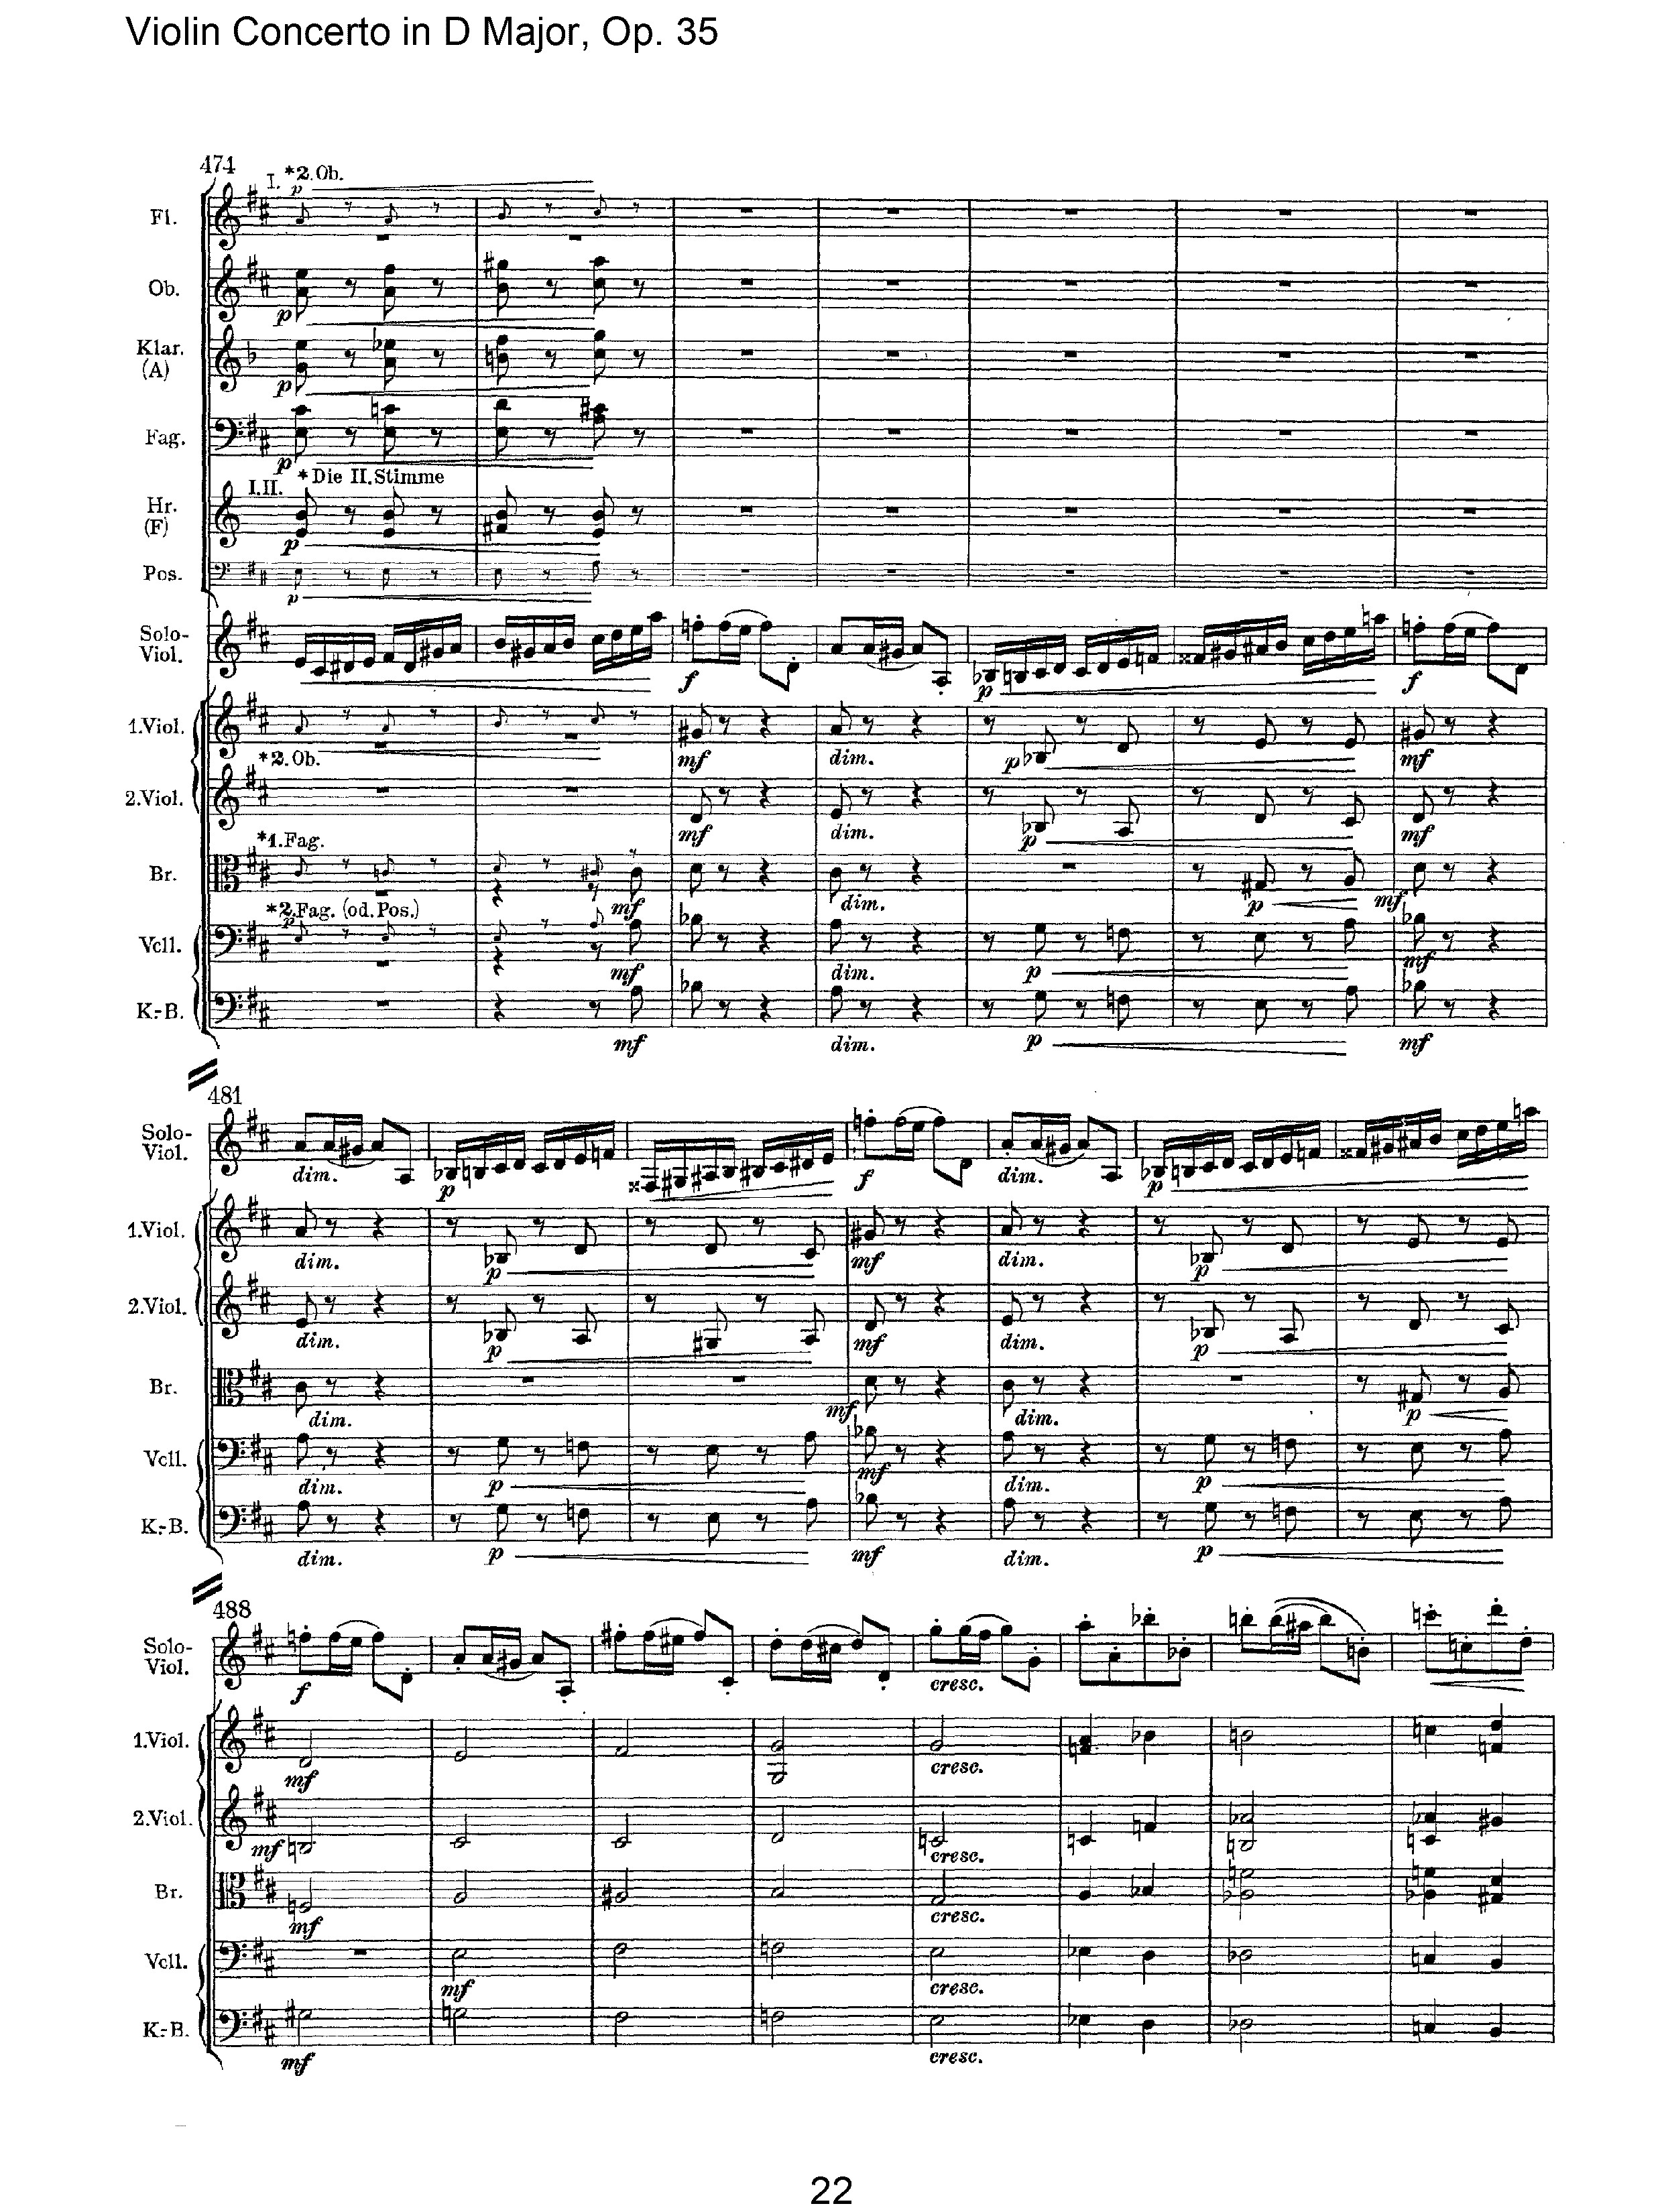 Violin Concerto in D Major, Op. 35
474
I. *2. Ob.
p
Fl.
Ob.
p
Klar.
(A)
p
Fag.
p
*Die II. Stimme
I.II.
Hr.
(F)
p
Pos.
p
Solo-
Viol.
f p f
1.Viol.
mf dim. p mf
*2. Ob.
2.Viol.
mf dim. p mf
*1. Fag.
Br.
mf dim. p mf
*2. Fag. (od. Pos.)
p
Vcll.
mf dim. p mf
K.-B.
mf dim. p mf
481
Solo-
Viol.
dim. p f dim. p
1.Viol.
dim. p mf dim. p
2.Viol.
dim. p mf dim. p
Br.
dim. mf dim. p
Vcll.
dim. p mf dim. p
K.-B.
dim. p mf dim. p
488
Solo-
Viol.
f cresc.
1.Viol.
mf cresc.
2.Viol.
mf cresc.
Br.
mf cresc.
Vcll.
mf cresc.
K.-B.
mf cresc.
22